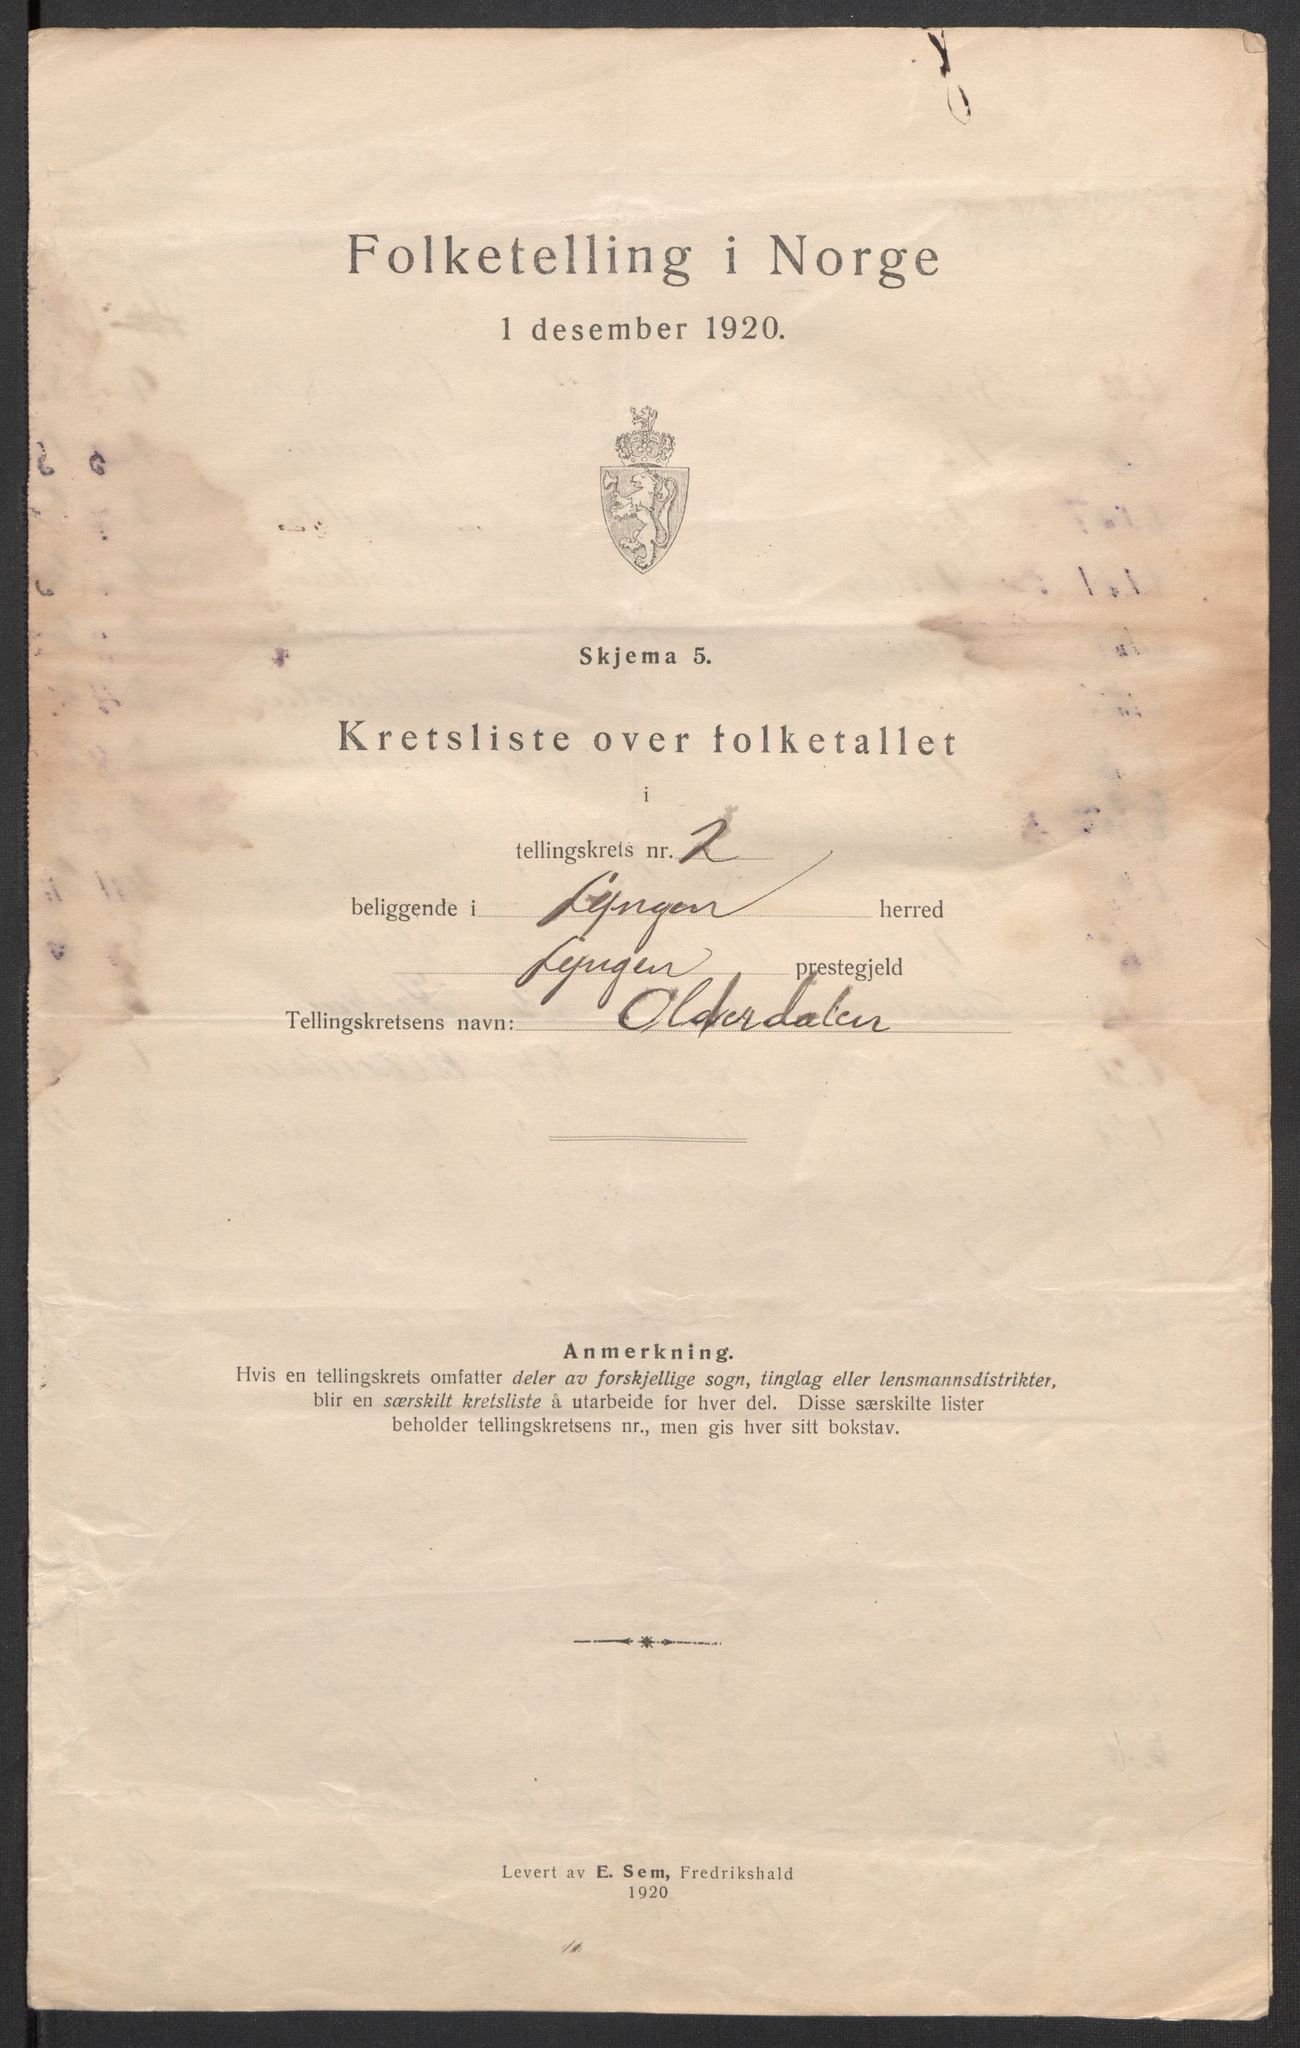 Folketelling i Norge
1 desember 1920.
Skjema 5.
Kretsliste over folketallet
i
tellingskrets nr. 2
beliggende i Lyngen herred
Lyngen prestegjeld
Tellingskretsens navn: Olderdalen
Anmerkning.
Hvis en tellingskrets omfatter deler av forskjellige sogn, tinglag eller lensmannsdistrikter,
blir en særskilt kretsliste å utarbeide for hver del. Disse særskilte lister
beholder tellingskretsens nr., men gis hver sitt bokstav.
Levert av E. Sem, Fredrikshald
1920